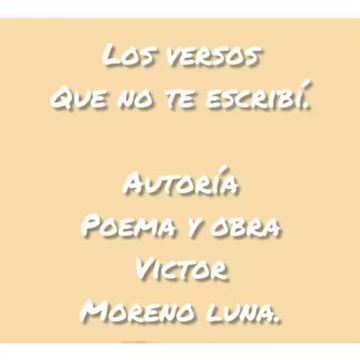 Los versos
Que no te escribí.
Autoría
Poema y obra
Victor
Moreno luna.